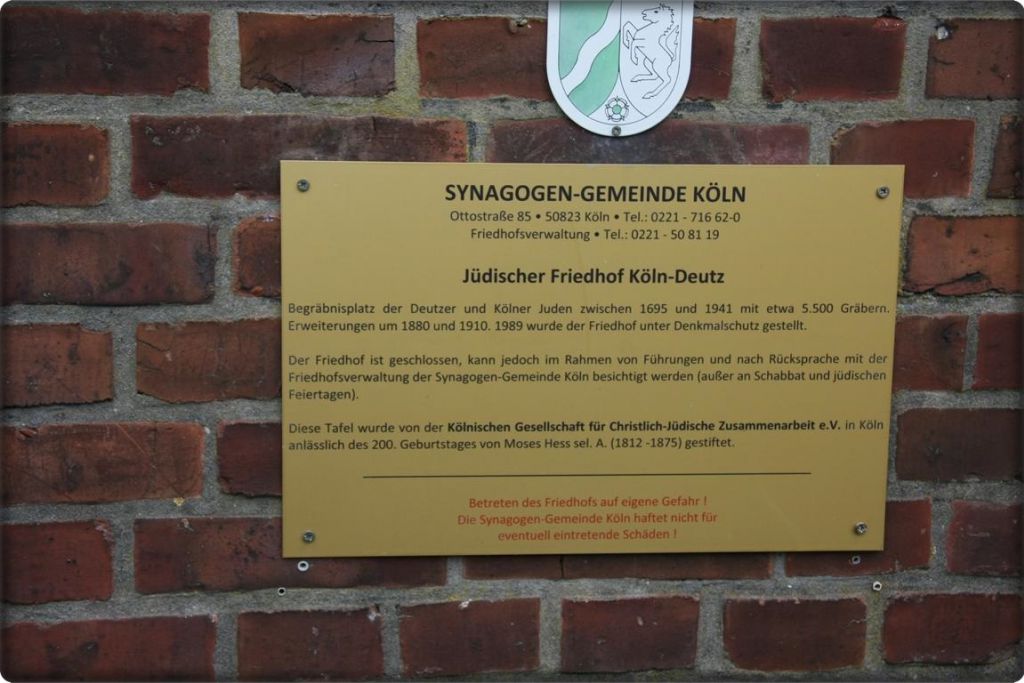 SYNAGOGEN-GEMEINDE KÖLN
Ottostraße 85 • 50823 Köln • Tel.: 0221 - 716 62-0
Friedhofsverwaltung • Tel.: 0221 - 50 81 19
Jüdischer Friedhof Köln-Deutz
Begräbnisplatz der Deutzer und Kölner Juden zwischen 1695 und 1941 mit etwa 5.500 Gräbern.
Erweiterungen um 1880 und 1910. 1989 wurde der Friedhof unter Denkmalschutz gestellt.
Der Friedhof ist geschlossen, kann jedoch im Rahmen von Führungen und nach Rücksprache mit der
Friedhofsverwaltung der Synagogen-Gemeinde Köln besichtigt werden (außer an Schabbat und jüdischen
Feiertagen).
Diese Tafel wurde von der Kölnischen Gesellschaft für Christlich-Jüdische Zusammenarbeit e.V. in Köln
anlässlich des 200. Geburtstages von Moses Hess sel. A. (1812 -1875) gestiftet.
Betreten des Friedhofs auf eigene Gefahr !
Die Synagogen-Gemeinde Köln haftet nicht für
eventuell eintretende Schäden !